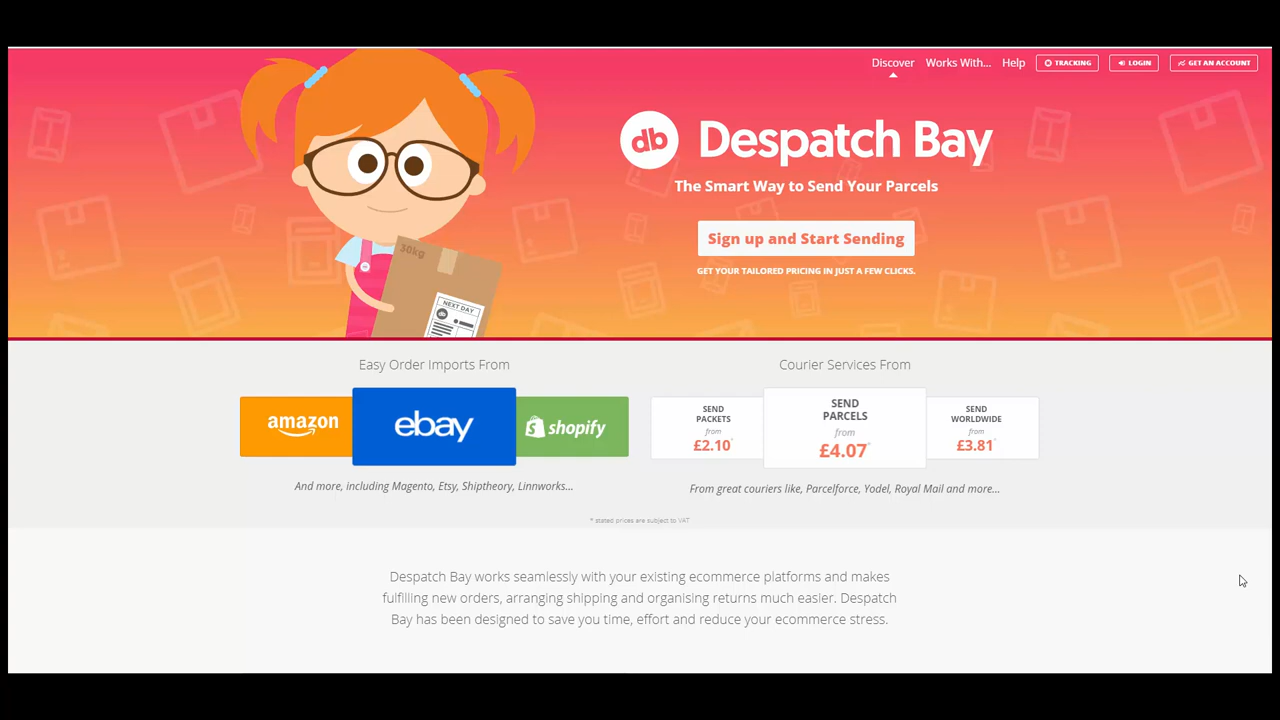 Discover Works With... Help TRACKING LOGIN GET AN ACCOUNT
db Despatch Bay
The Smart Way to Send Your Parcels
Sign up and Start Sending
GET YOUR TAILORED PRICING IN JUST A FEW CLICKS.
30kg
NEXT DAY
db
Easy Order Imports From
amazon
ebay
shopify
And more, including Magento, Etsy, Shiptheory, Linnworks...
Courier Services From
SEND
PACKETS
from
£2.10*
SEND
PARCELS
from
£4.07*
SEND
WORLDWIDE
from
£3.81*
From great couriers like, Parcelforce, Yodel, Royal Mail and more...
* stated prices are subject to VAT
Despatch Bay works seamlessly with your existing ecommerce platforms and makes
fulfilling new orders, arranging shipping and organising returns much easier. Despatch
Bay has been designed to save you time, effort and reduce your ecommerce stress.